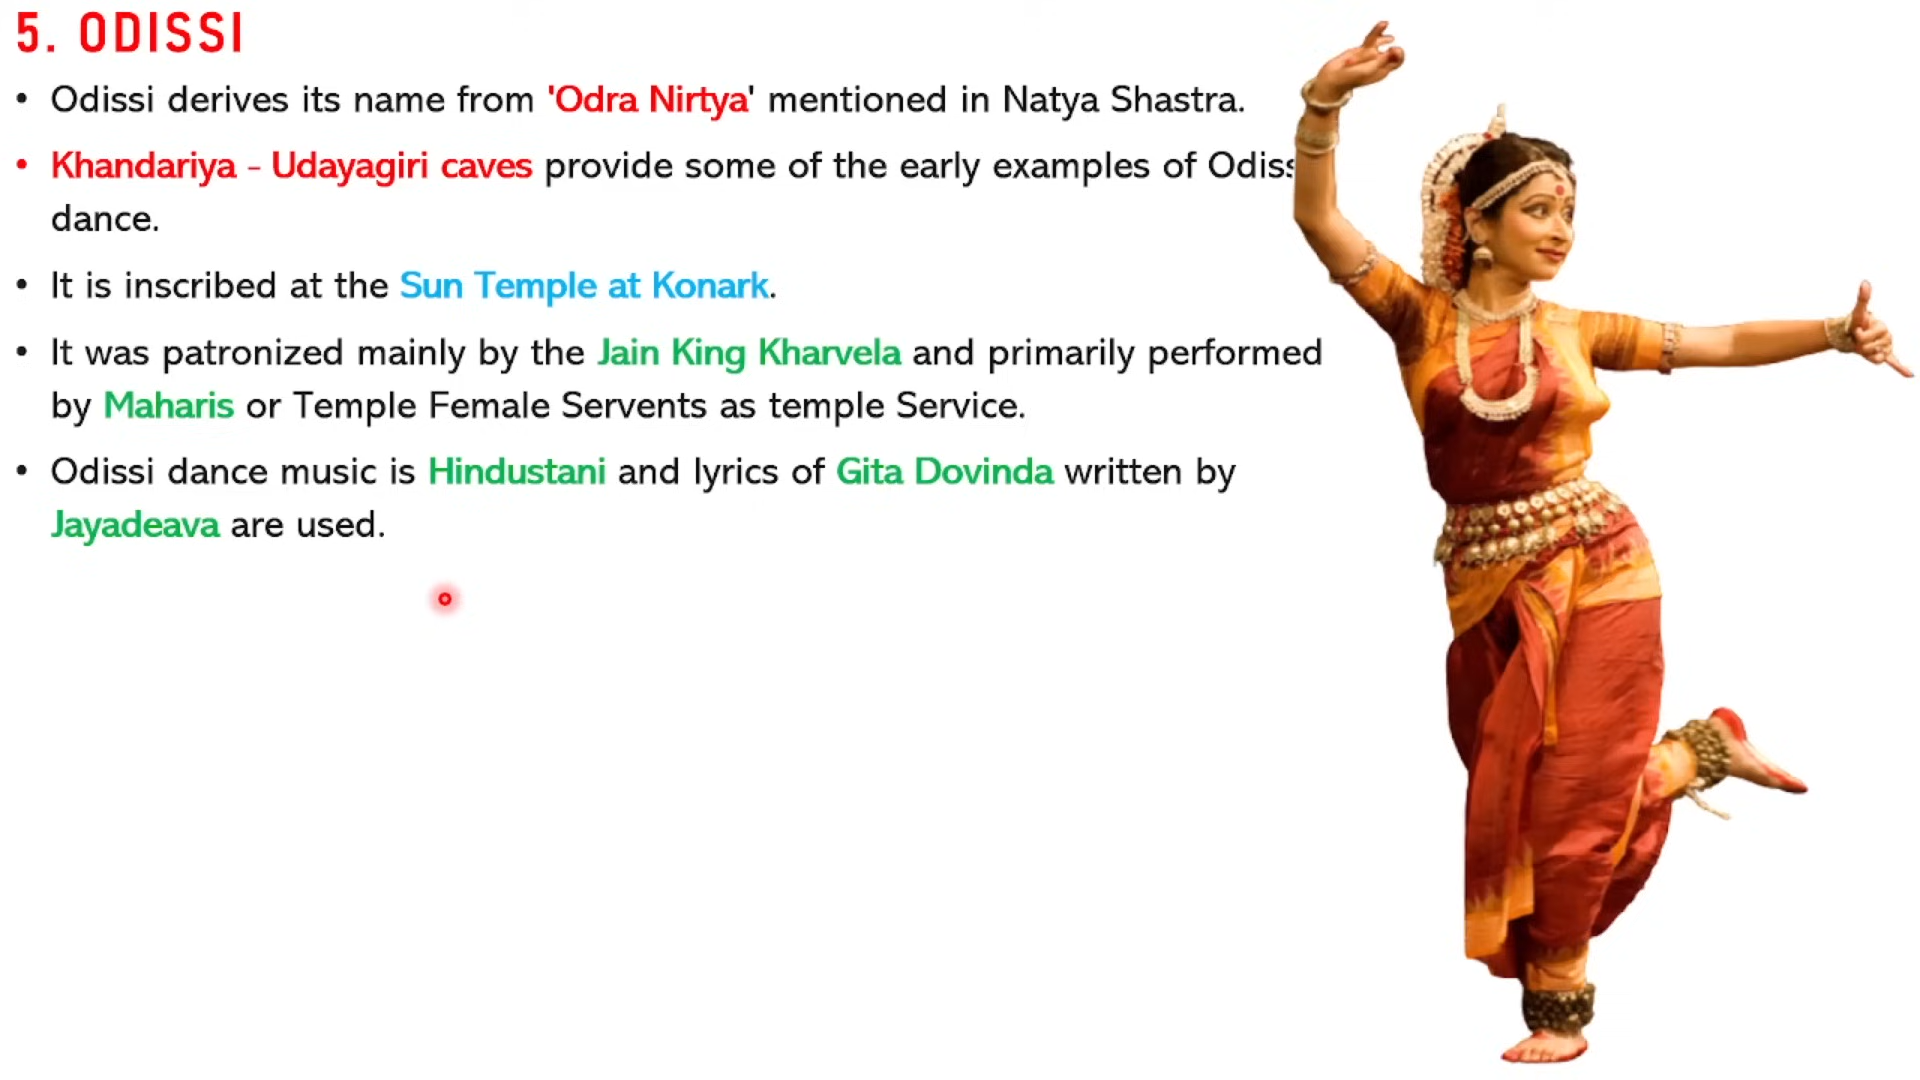 5. ODISSI
• Odissi derives its name from 'Odra Nirtya' mentioned in Natya Shastra.
• Khandariya - Udayagiri caves provide some of the early examples of Odiss
dance.
• It is inscribed at the Sun Temple at Konark.
• It was patronized mainly by the Jain King Kharvela and primarily performed
by Maharis or Temple Female Servents as temple Service.
• Odissi dance music is Hindustani and lyrics of Gita Dovinda written by
Jayadeava are used.